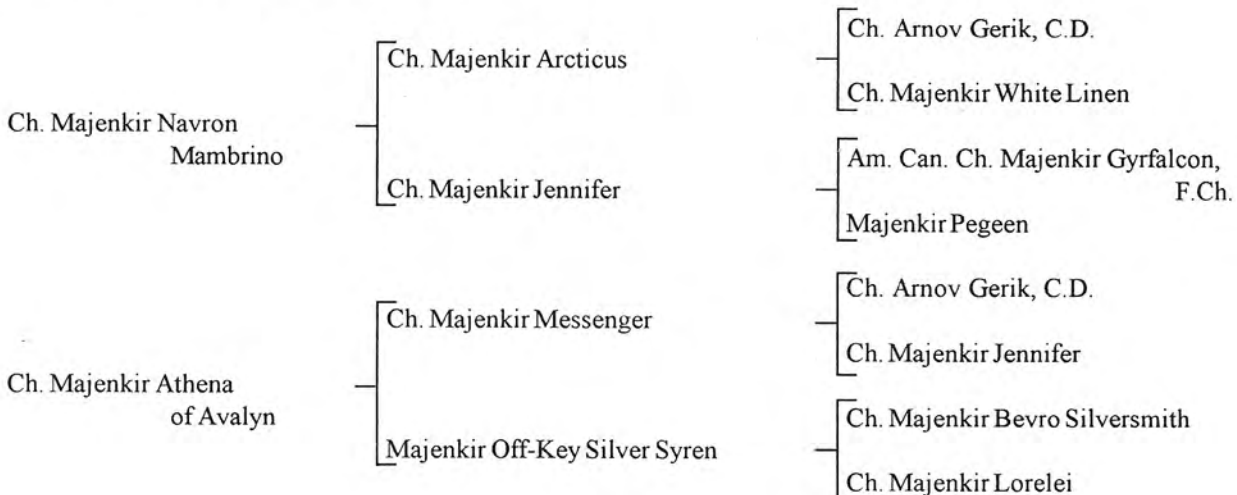 Ch. Majenkir Navron
Mambrino
Ch. Majenkir Arcticus
Ch. Majenkir Jennifer
Ch. Arnov Gerik, C.D.
Ch. Majenkir White Linen
Am. Can. Ch. Majenkir Gyrfalcon,
F.Ch.
Majenkir Pegeen
Ch. Majenkir Athena
of Avalyn
Ch. Majenkir Messenger
Majenkir Off-Key Silver Syren
Ch. Arnov Gerik, C.D.
Ch. Majenkir Jennifer
Ch. Majenkir Bevro Silversmith
Ch. Majenkir Lorelei